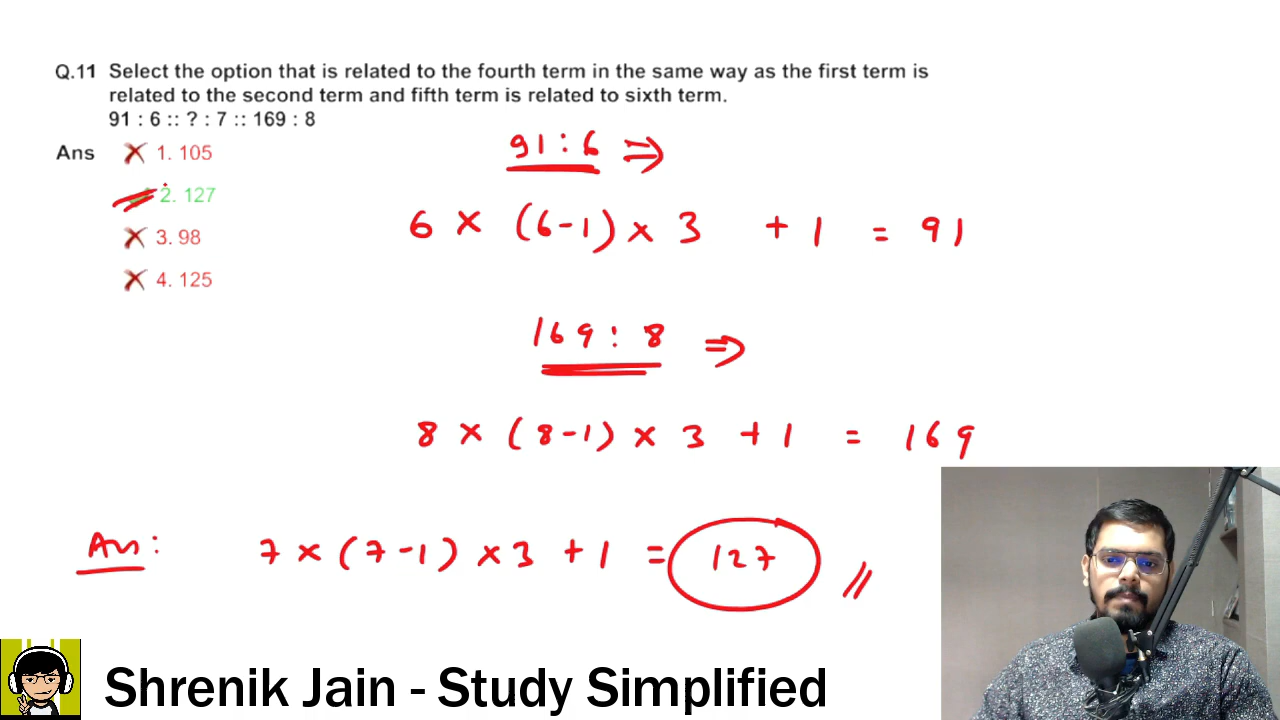 Q.11 Select the option that is related to the fourth term in the same way as the first term is
related to the second term and fifth term is related to sixth term.
91 : 6 :: ? : 7 :: 169 : 8
Ans 1. 105
2. 127
3. 98
4. 125
91 : 6 ⇒
6 × (6-1) × 3 + 1 = 91
169 : 8 ⇒
8 × (8-1) × 3 + 1 = 169
An: 7 × (7-1) × 3 + 1 = 127 //
Shrenik Jain - Study Simplified